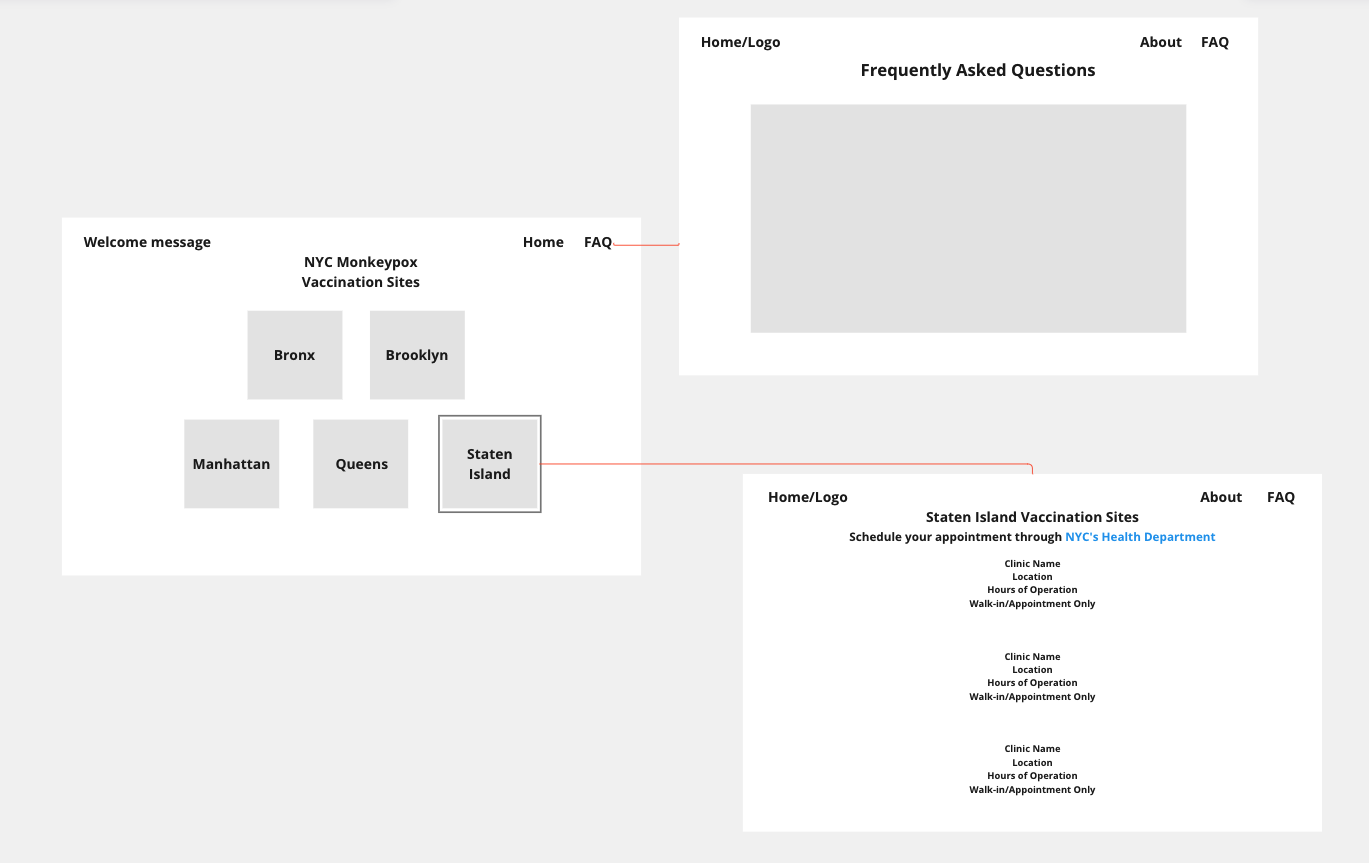 Home/Logo About FAQ
Frequently Asked Questions
Welcome message Home FAQ
NYC Monkeypox
Vaccination Sites
Bronx Brooklyn
Manhattan Queens Staten
Island
Home/Logo About FAQ
Staten Island Vaccination Sites
Schedule your appointment through NYC's Health Department
Clinic Name
Location
Hours of Operation
Walk-in/Appointment Only
Clinic Name
Location
Hours of Operation
Walk-in/Appointment Only
Clinic Name
Location
Hours of Operation
Walk-in/Appointment Only